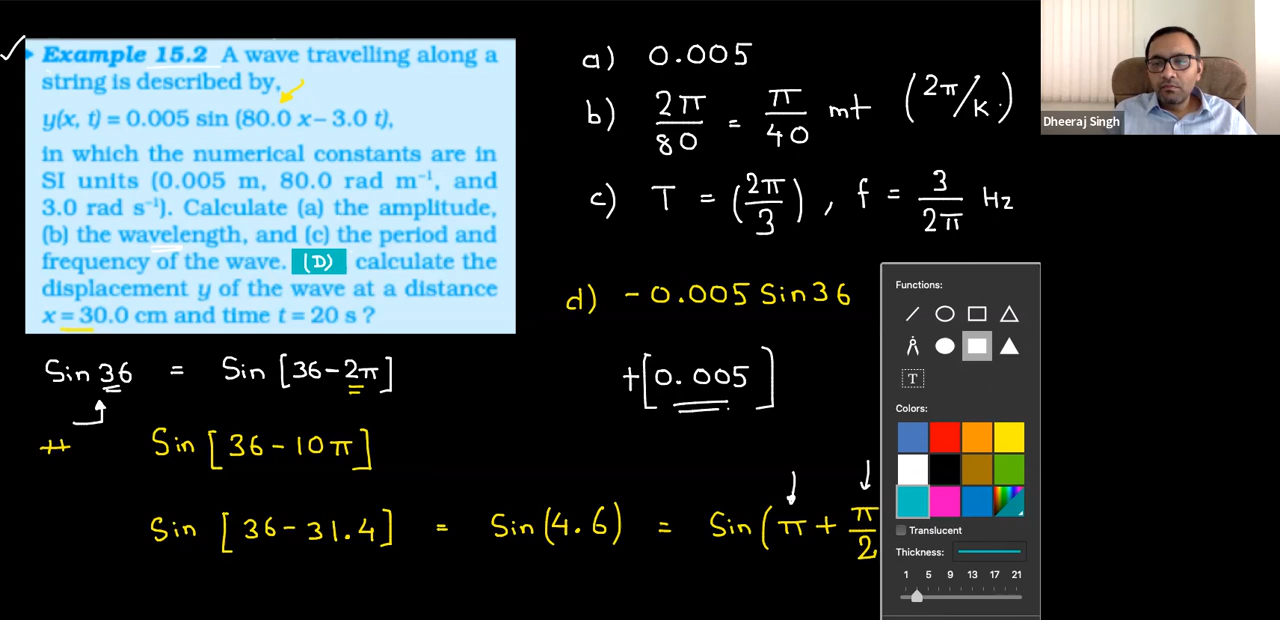 Example 15.2 A wave travelling along a
string is described by,
y(x, t) = 0.005 sin (80.0 x – 3.0 t),
in which the numerical constants are in
SI units (0.005 m, 80.0 rad m⁻¹, and
3.0 rad s⁻¹). Calculate (a) the amplitude,
(b) the wavelength, and (c) the period and
frequency of the wave. (D) calculate the
displacement y of the wave at a distance
x = 30.0 cm and time t = 20 s ?
a) 0.005
b) 2π/80 = π/40 mt (2π/k)
c) T = (2π/3), f = 3/2π Hz
d) -0.005 Sin36
+[0.005]
Sin 36 = Sin [36-2π]
Sin [36-10π]
Sin [36-31.4] = Sin(4.6) = Sin(π + π/2
Dheeraj Singh
Functions:
T
Colors:
Translucent
Thickness:
1 5 9 13 17 21